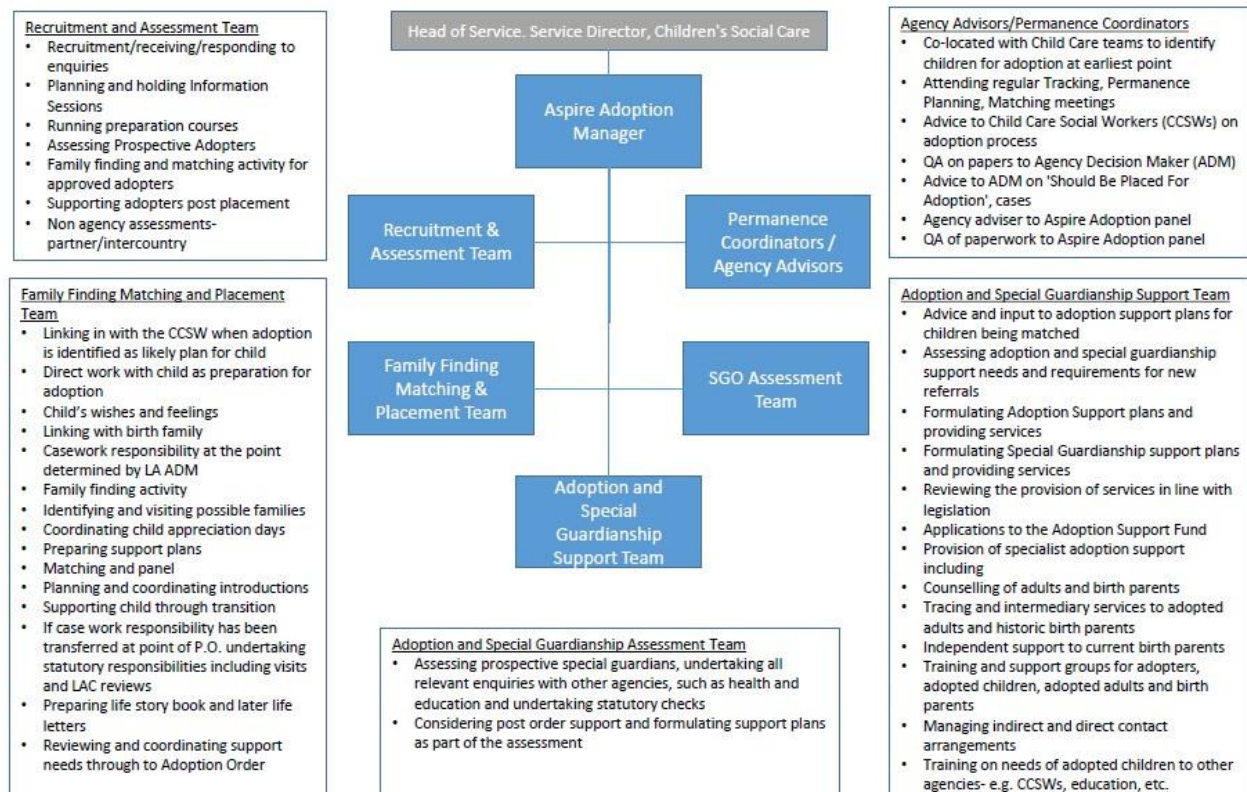 Recruitment and Assessment Team
• Recruitment/receiving/responding to
enquiries
• Planning and holding Information
Sessions
• Running preparation courses
• Assessing Prospective Adopters
• Family finding and matching activity for
approved adopters
• Supporting adopters post placement
• Non agency assessments-
partner/intercountry
Family Finding Matching and Placement
Team
• Linking in with the CCSW when adoption
is identified as likely plan for child
• Direct work with child as preparation for
adoption
• Child's wishes and feelings
• Linking with birth family
• Casework responsibility at the point
determined by LA ADM
• Family finding activity
• Identifying and visiting possible families
• Coordinating child appreciation days
• Preparing support plans
• Matching and panel
• Planning and coordinating introductions
• Supporting child through transition
• If case work responsibility has been
transferred at point of P.O. undertaking
statutory responsibilities including visits
and LAC reviews
• Preparing life story book and later life
letters
• Reviewing and coordinating support
needs through to Adoption Order
Head of Service. Service Director, Children's Social Care
Aspire Adoption
Manager
Recruitment &
Assessment Team
Permanence
Coordinators /
Agency Advisors
Family Finding
Matching &
Placement Team
SGO Assessment
Team
Adoption and
Special
Guardianship
Support Team
Adoption and Special Guardianship Assessment Team
• Assessing prospective special guardians, undertaking all
relevant enquiries with other agencies, such as health and
education and undertaking statutory checks
• Considering post order support and formulating support plans
as part of the assessment
Agency Advisors/Permanence Coordinators
• Co-located with Child Care teams to identify
children for adoption at earliest point
• Attending regular Tracking, Permanence
Planning, Matching meetings
• Advice to Child Care Social Workers (CCSWs) on
adoption process
• QA on papers to Agency Decision Maker (ADM)
• Advice to ADM on 'Should Be Placed For
Adoption', cases
• Agency adviser to Aspire Adoption panel
• QA of paperwork to Aspire Adoption panel
Adoption and Special Guardianship Support Team
• Advice and input to adoption support plans for
children being matched
• Assessing adoption and special guardianship
support needs and requirements for new
referrals
• Formulating Adoption Support plans and
providing services
• Formulating Special Guardianship support plans
and providing services
• Reviewing the provision of services in line with
legislation
• Applications to the Adoption Support Fund
• Provision of specialist adoption support
including
• Counselling of adults and birth parents
• Tracing and intermediary services to adopted
adults and historic birth parents
• Independent support to current birth parents
• Training and support groups for adopters,
adopted children, adopted adults and birth
parents
• Managing indirect and direct contact
arrangements
• Training on needs of adopted children to other
agencies- e.g. CCSWs, education, etc.